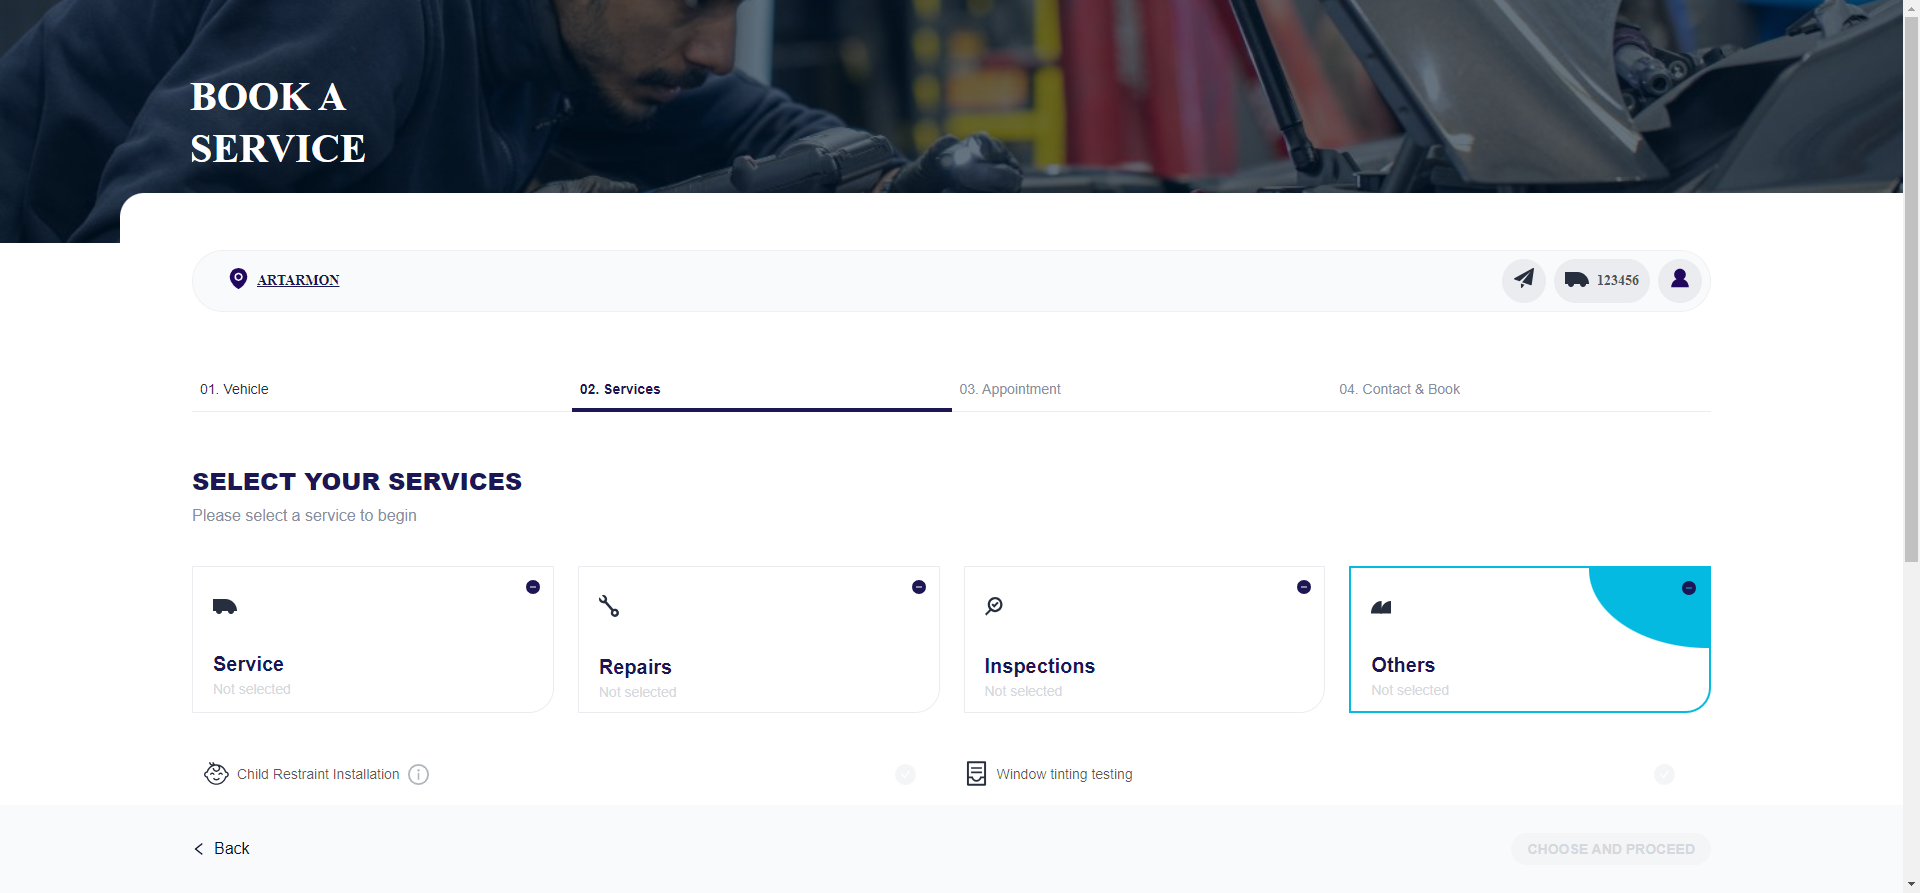 BOOK A
SERVICE
ARTARMON
123456
01. Vehicle
02. Services
03. Appointment
04. Contact & Book
SELECT YOUR SERVICES
Please select a service to begin
Service
Not selected
Repairs
Not selected
Inspections
Not selected
Others
Not selected
Child Restraint Installation
Window tinting testing
Back
CHOOSE AND PROCEED